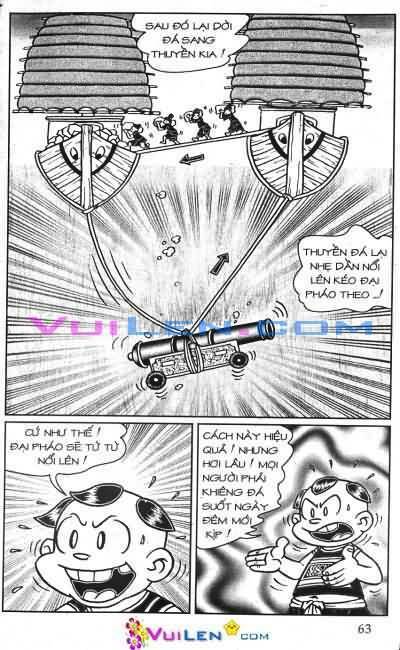 SAU ĐÓ LẠI DỜI
ĐÁ SANG
THUYỀN KIA !
THUYỀN ĐÁ LẠI
NHẸ DẦN NỔI
LÊN KÉO ĐẠI
PHÁO THEO ...!
VUILEN.COM
CỨ NHƯ THẾ !
ĐẠI PHÁO SẼ TỪ TỪ
NỔI LÊN !
CÁCH NÀY HIỆU
QUẢ ! NHƯNG
HƠI LÂU ! MỌI
NGƯỜI PHẢI
KHIÊNG ĐÁ
SUỐT NGÀY
ĐÊM MỚI
KỊP !
63
VUILEN.COM